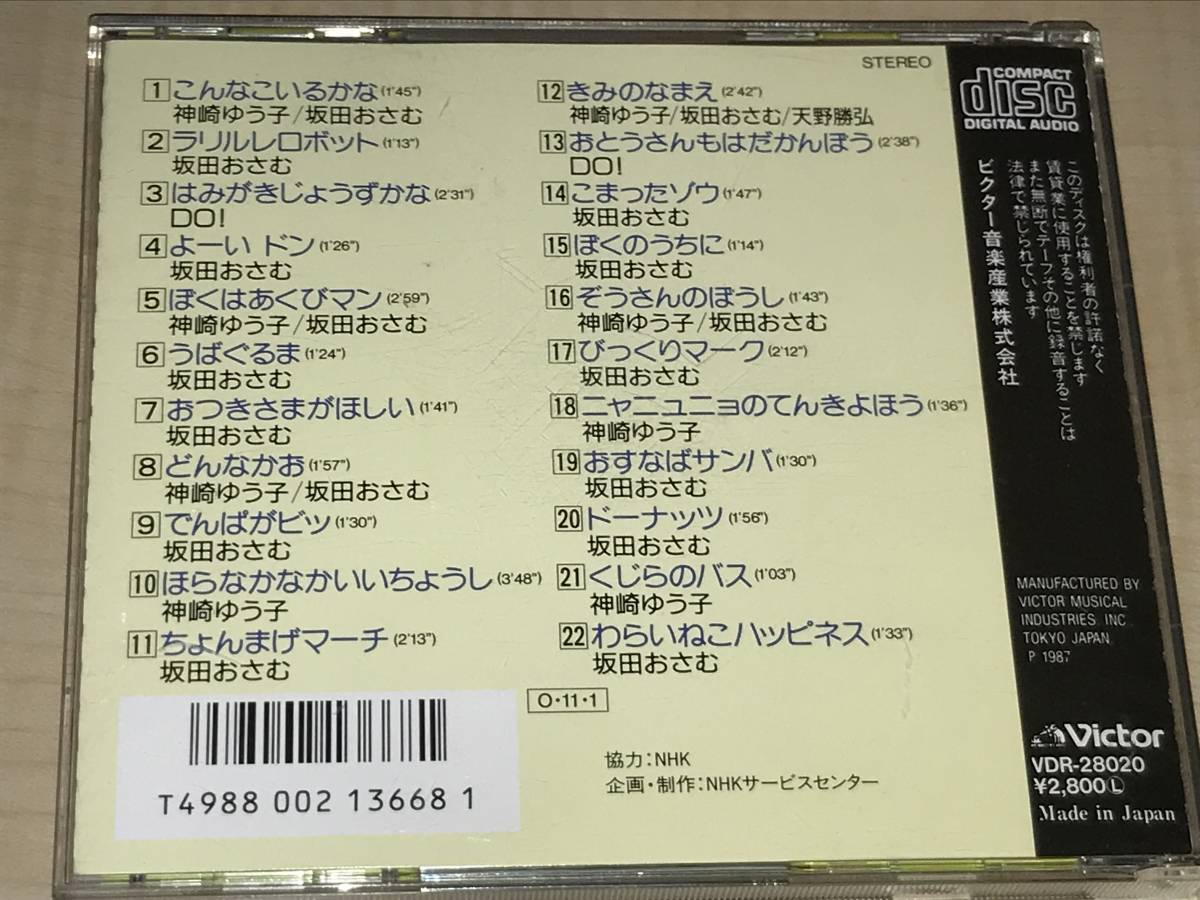 STEREO
1 こんなこいるかな(1'45")
神崎ゆう子/坂田おさむ
2 ラリルレロボット(1'13")
坂田おさむ
3 はみがきじょうずかな(2'31")
DO!
4 よーい ドン(1'26")
坂田おさむ
5 ぼくはあくびマン(2'59")
神崎ゆう子/坂田おさむ
6 うばぐるま(1'24")
坂田おさむ
7 おつきさまがほしい(1'41")
坂田おさむ
8 どんなかお(1'57")
神崎ゆう子/坂田おさむ
9 でんぱがビッ(1'30")
坂田おさむ
10 ほらなかなかいいちょうし(3'48")
神崎ゆう子
11 ちょんまげマーチ(2'13")
坂田おさむ
12 きみのなまえ(2'42")
神崎ゆう子/坂田おさむ/天野勝弘
13 おとうさんもはだかんぼう(2'38")
DO!
14 こまったゾウ(1'47")
坂田おさむ
15 ぼくのうちに(1'14")
坂田おさむ
16 ぞうさんのぼうし(1'43")
神崎ゆう子/坂田おさむ
17 びっくりマーク(2'12")
坂田おさむ
18 ニャニュニョのてんきよほう(1'36")
神崎ゆう子
19 おすなばサンバ(1'30")
坂田おさむ
20 ドーナッツ(1'56")
坂田おさむ
21 くじらのバス(1'03")
神崎ゆう子
22 わらいねこハッピネス(1'33")
坂田おさむ
O・11・1
協力:NHK
企画・制作:NHKサービスセンター
T4988 002 13668 1
COMPACT
disc
DIGITAL AUDIO
このディスクは権利者の許諾なく
賃貸業に使用することを禁じます
また無断でテープその他に録音することは
法律で禁じられています
ビクター音楽産業株式会社
MANUFACTURED BY
VICTOR MUSICAL
INDUSTRIES, INC.
TOKYO JAPAN.
P 1987
Victor
VDR-28020
¥2,800Ⓛ
Made in Japan